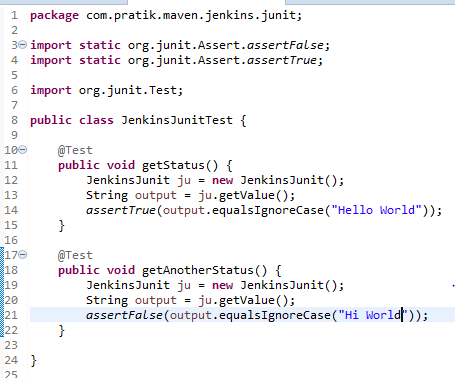 1 package com.pratik.maven.jenkins.junit;
2
3 import static org.junit.Assert.assertFalse;
4 import static org.junit.Assert.assertTrue;
5
6 import org.junit.Test;
7
8 public class JenkinsJunitTest {
9
10 @Test
11 public void getStatus() {
12 JenkinsJunit ju = new JenkinsJunit();
13 String output = ju.getValue();
14 assertTrue(output.equalsIgnoreCase("Hello World"));
15 }
16
17 @Test
18 public void getAnotherStatus() {
19 JenkinsJunit ju = new JenkinsJunit();
20 String output = ju.getValue();
21 assertFalse(output.equalsIgnoreCase("Hi World"));
22 }
23
24 }
25